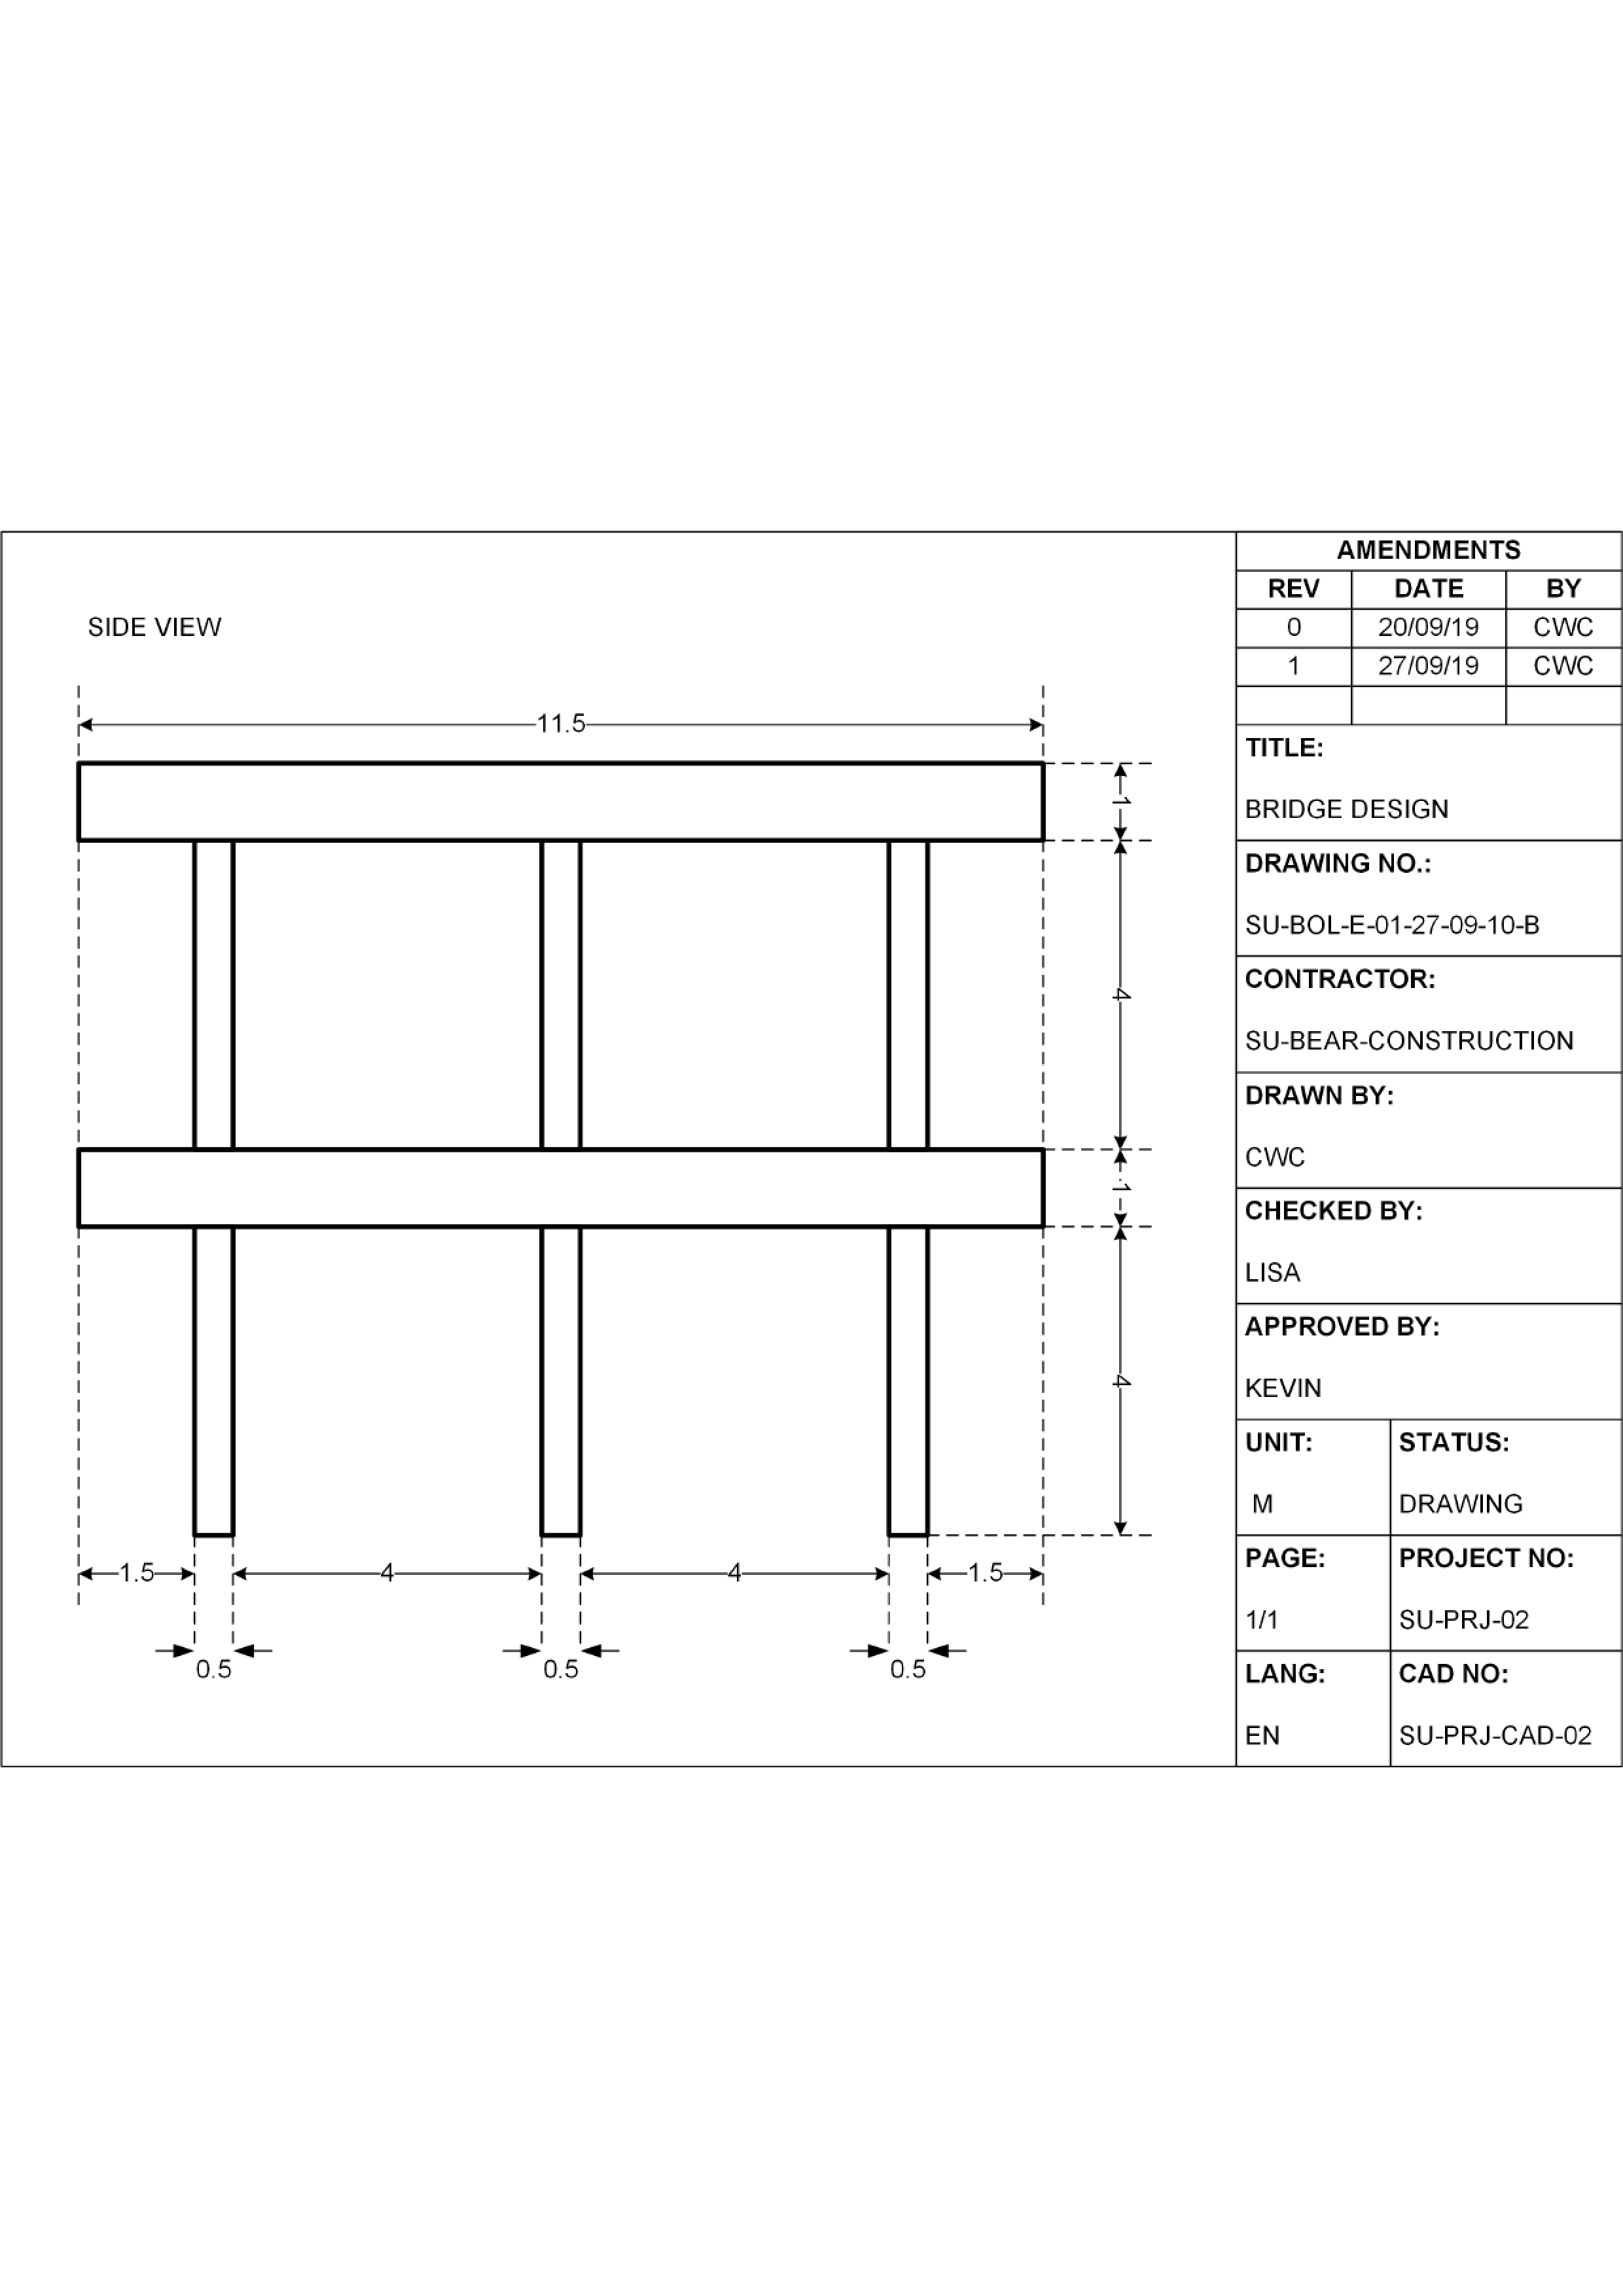 SIDE VIEW
11.5
1
4
1
4
1.5 4 4 1.5
0.5 0.5 0.5
AMENDMENTS
REV DATE BY
0 20/09/19 CWC
1 27/09/19 CWC
TITLE:
BRIDGE DESIGN
DRAWING NO.:
SU-BOL-E-01-27-09-10-B
CONTRACTOR:
SU-BEAR-CONSTRUCTION
DRAWN BY:
CWC
CHECKED BY:
LISA
APPROVED BY:
KEVIN
UNIT: STATUS:
M DRAWING
PAGE: PROJECT NO:
1/1 SU-PRJ-02
LANG: CAD NO:
EN SU-PRJ-CAD-02